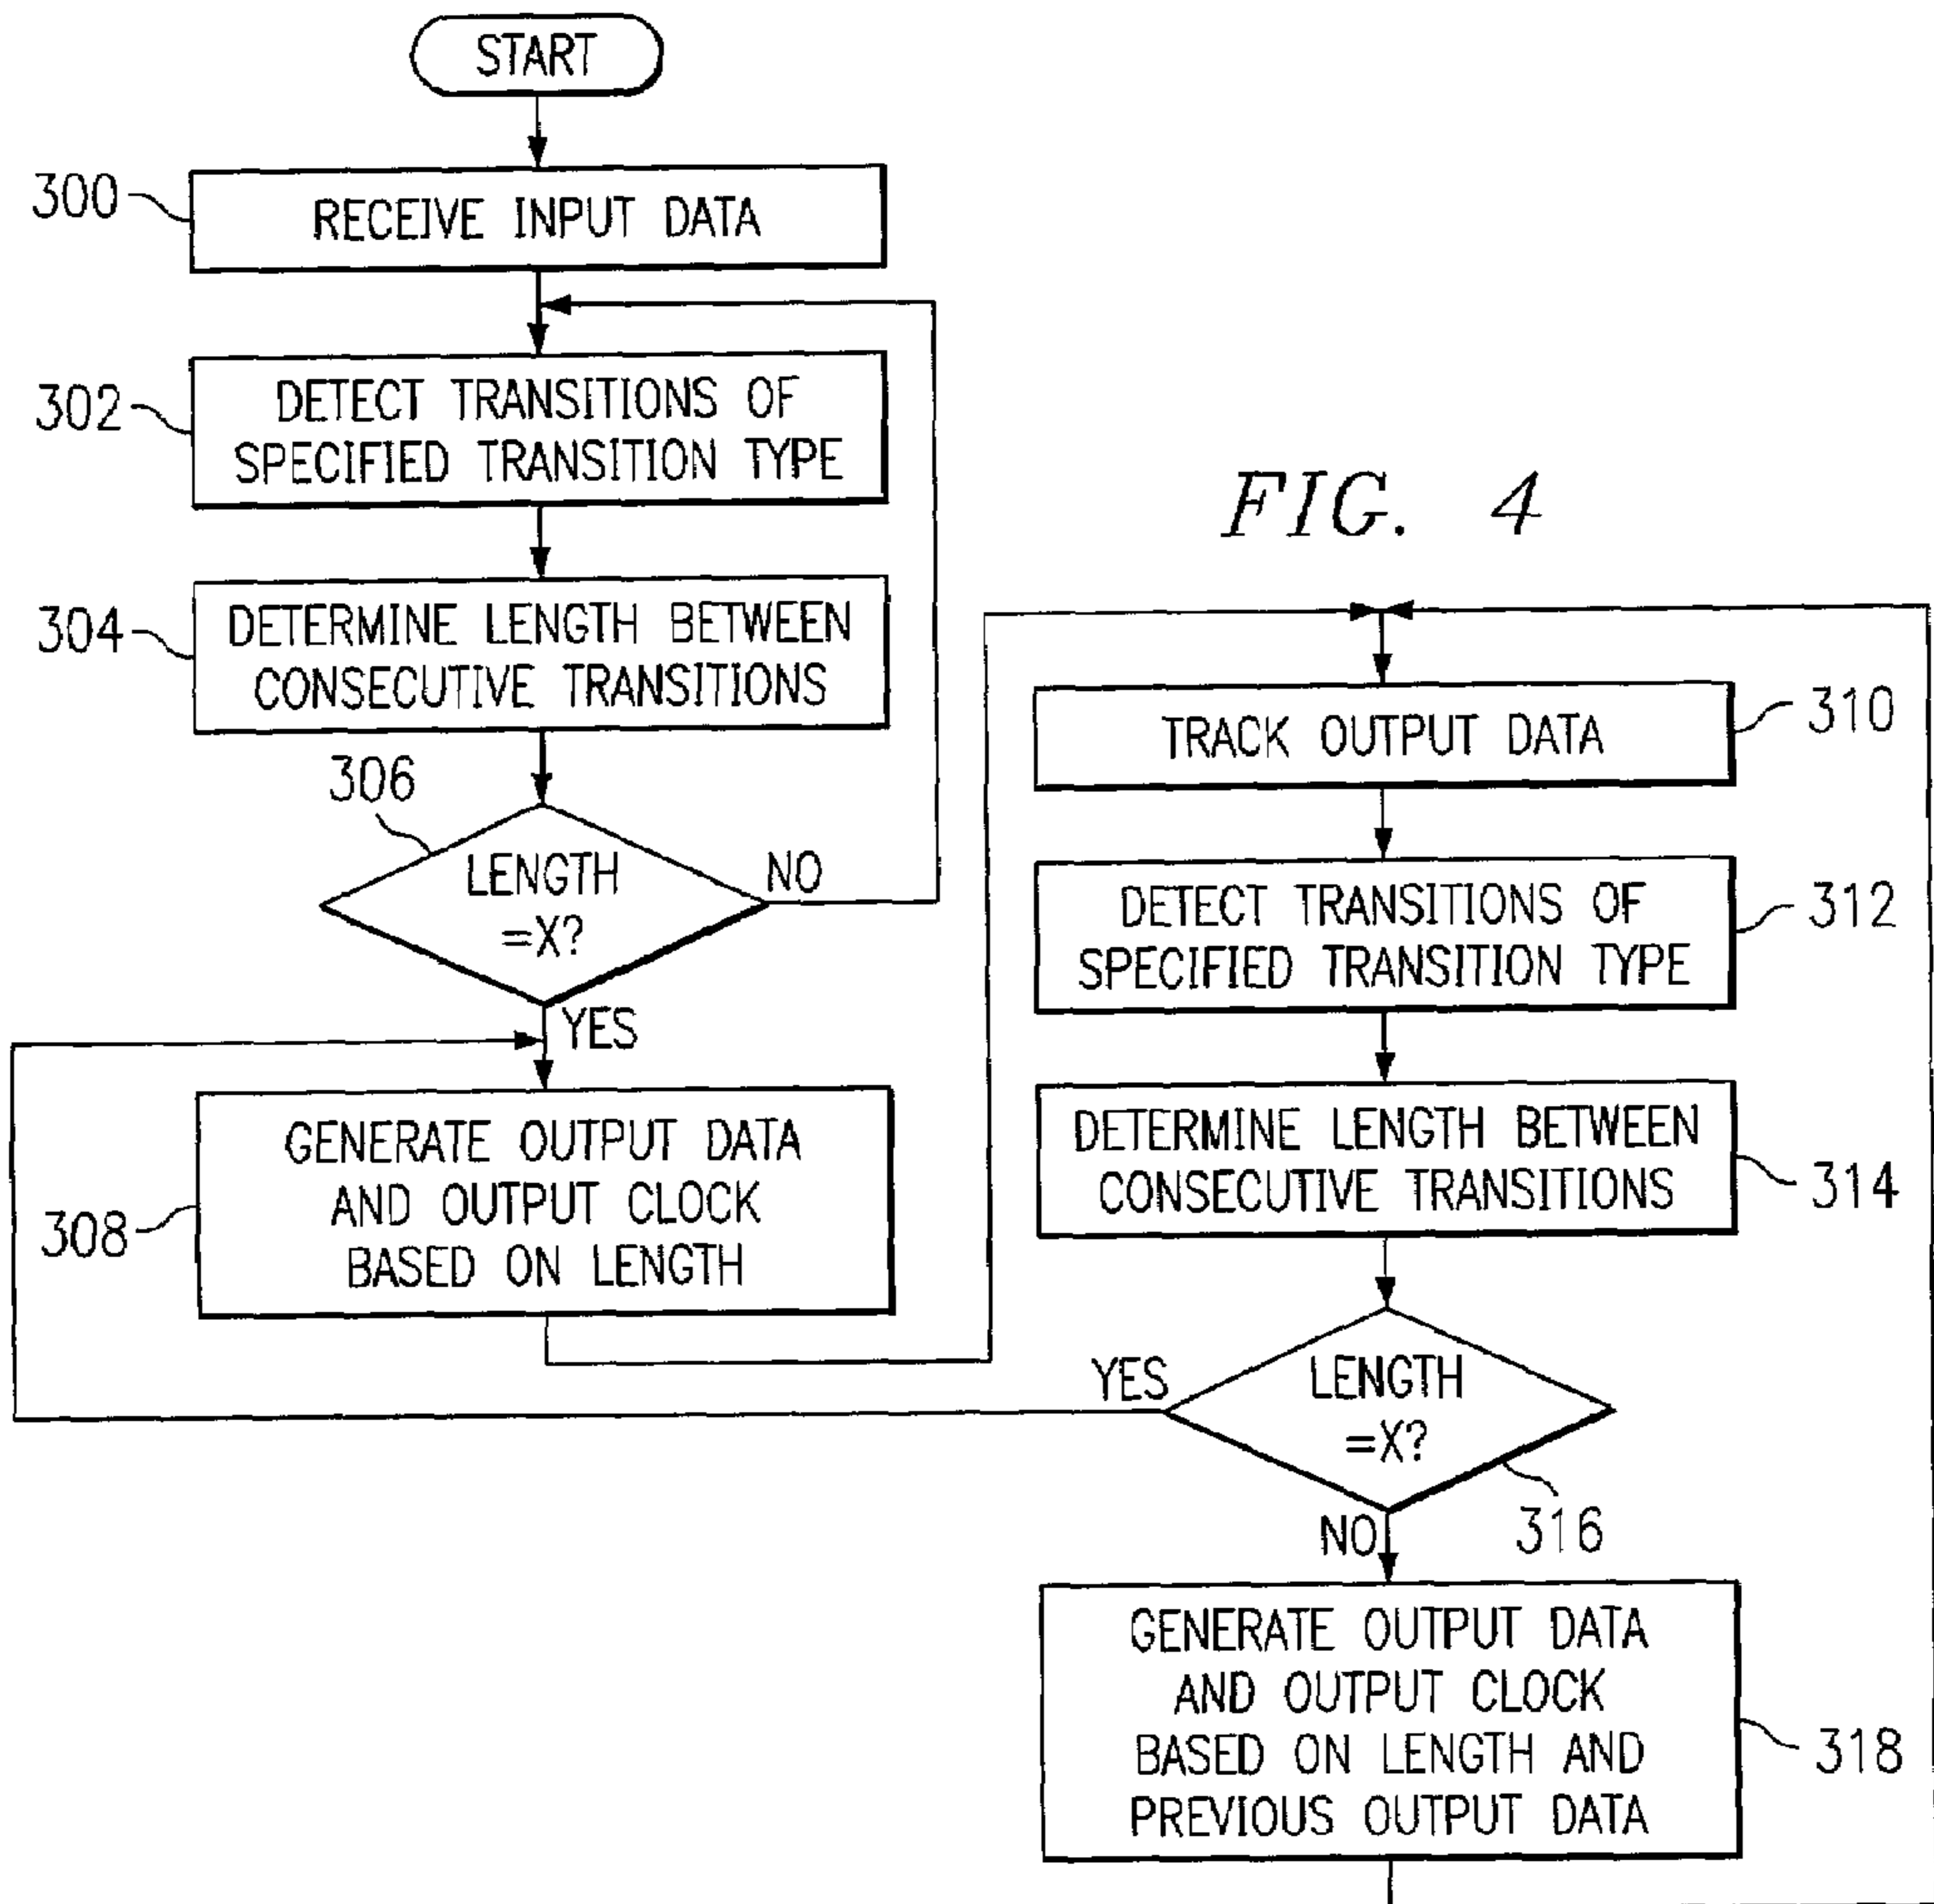 START
300
RECEIVE INPUT DATA
302
DETECT TRANSITIONS OF
SPECIFIED TRANSITION TYPE
304
DETERMINE LENGTH BETWEEN
CONSECUTIVE TRANSITIONS
306
LENGTH
=X?
NO
YES
308
GENERATE OUTPUT DATA
AND OUTPUT CLOCK
BASED ON LENGTH
FIG. 4
TRACK OUTPUT DATA
310
DETECT TRANSITIONS OF
SPECIFIED TRANSITION TYPE
312
DETERMINE LENGTH BETWEEN
CONSECUTIVE TRANSITIONS
314
YES
LENGTH
=X?
316
NO
GENERATE OUTPUT DATA
AND OUTPUT CLOCK
BASED ON LENGTH AND
PREVIOUS OUTPUT DATA
318